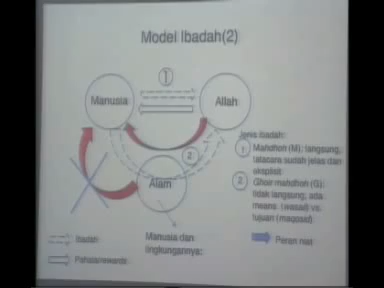 Model Ibadah(2)
1
Manusia
Allah
2
Alam
Jenis Ibadah:
1 Mahdhoh (M): langsung,
tatacara sudah jelas dan
eksplisit
2 Ghoir mahdhoh (G):
tidak langsung; ada
means (wasail) vs.
tujuan (maqosid)
Ibadah
Pahala/rewards
Manusia dan
lingkungannya:
Peran niat